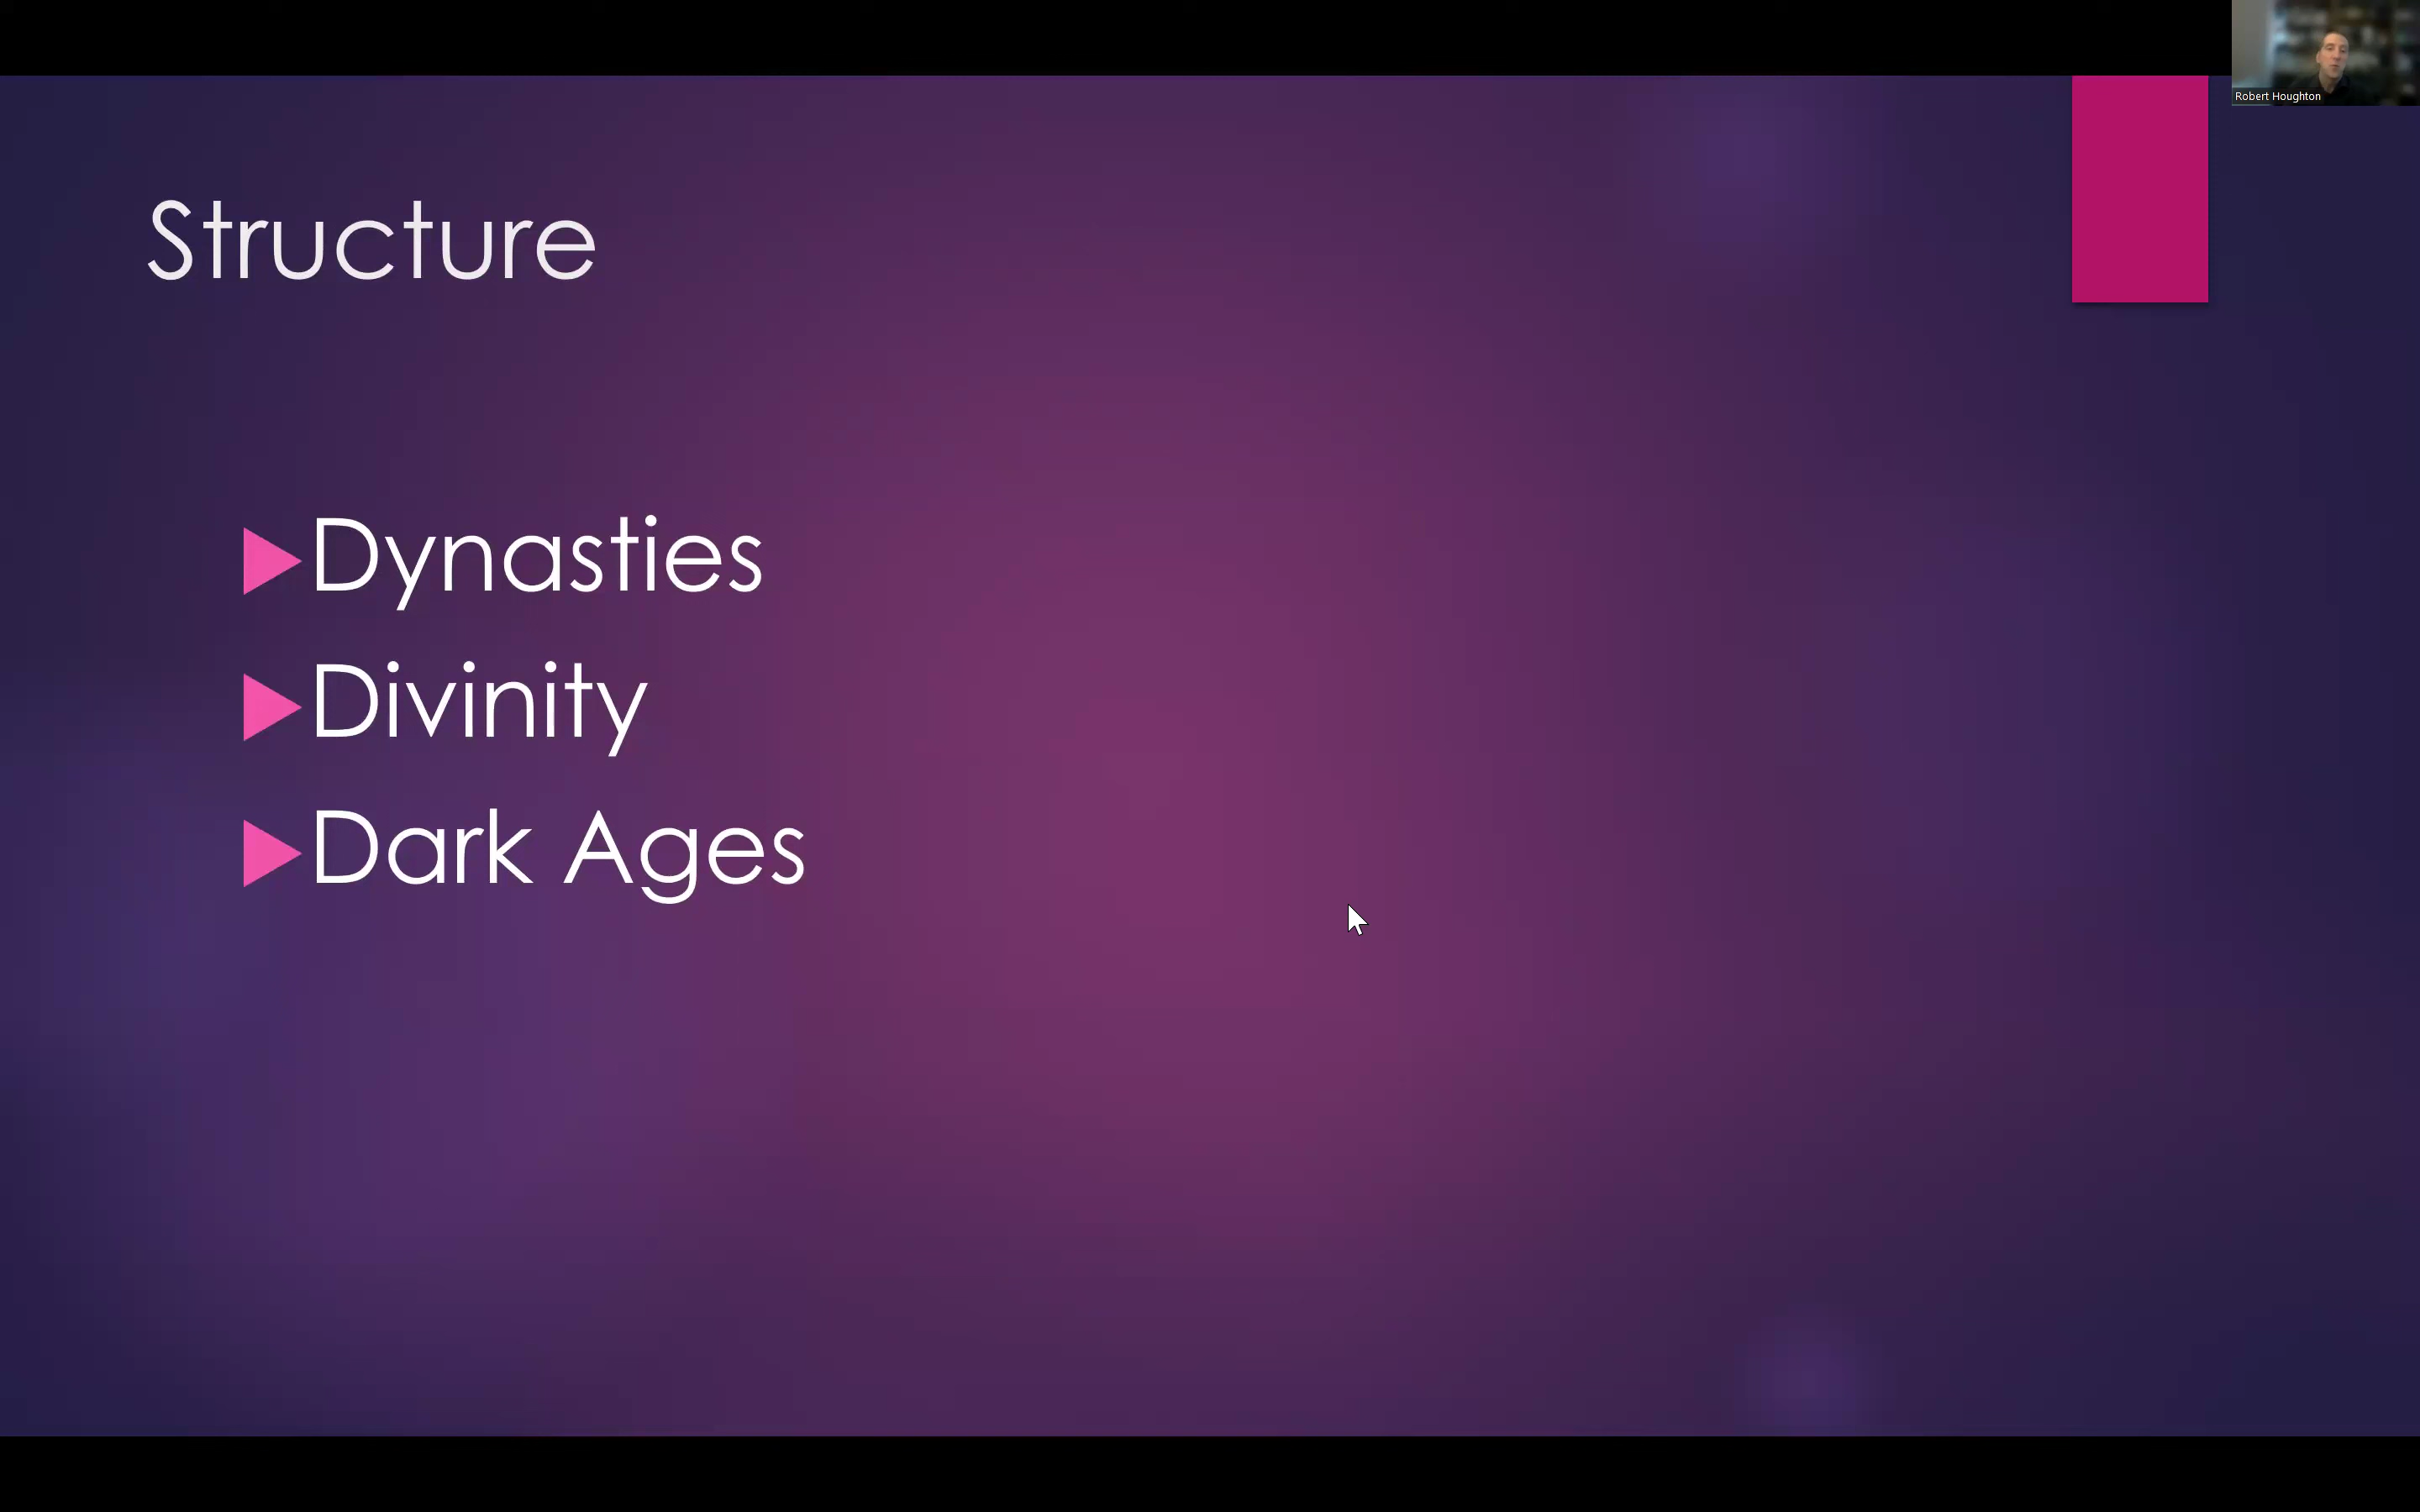 Robert Houghton
Structure
Dynasties
Divinity
Dark Ages